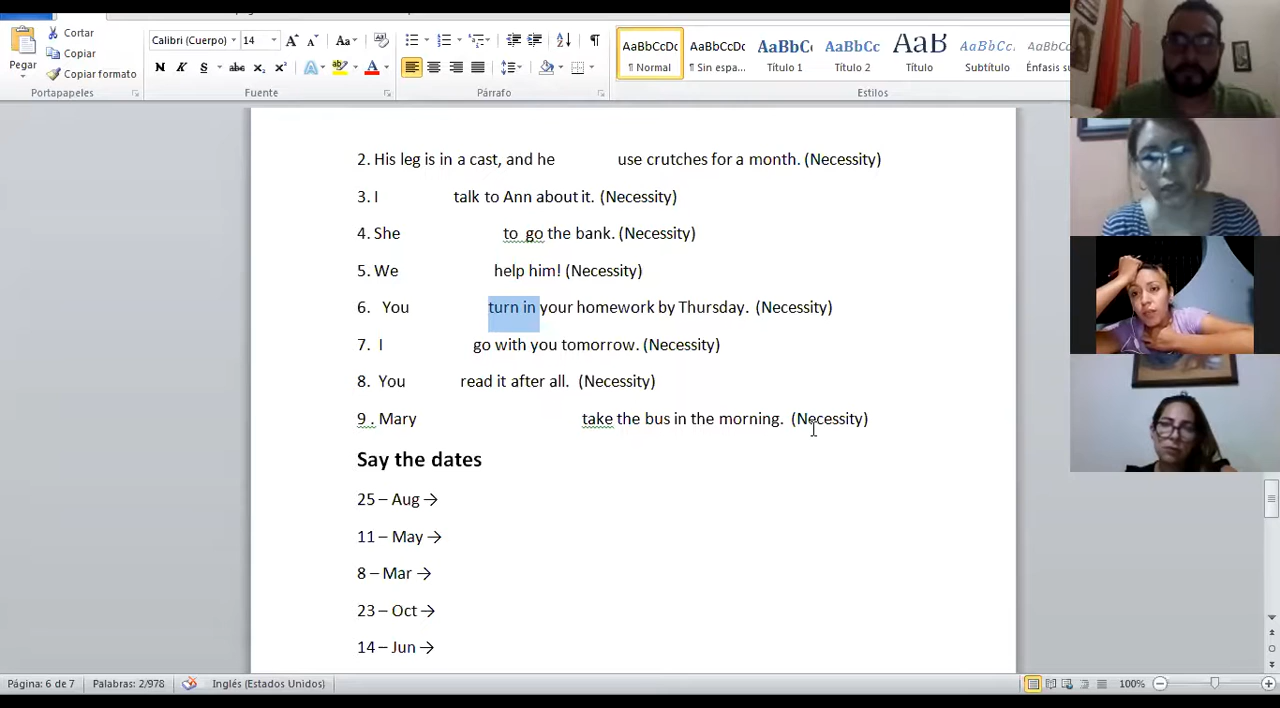 Cortar
Calibri (Cuerpo) 14
Copiar
Pegar
Copiar formato
Portapapeles
Fuente
Párrafo
AaBbCcDc
AaBbCcDc
AaBbC
AaBbCc
AaB
AaBbCc
¶ Normal
¶ Sin espa...
Título 1
Título 2
Título
Subtítulo
Énfasis
Estilos
2. His leg is in a cast, and he use crutches for a month. (Necessity)
3. I talk to Ann about it. (Necessity)
4. She to go the bank. (Necessity)
5. We help him! (Necessity)
6. You turn in your homework by Thursday. (Necessity)
7. I go with you tomorrow. (Necessity)
8. You read it after all. (Necessity)
9 . Mary take the bus in the morning. (Necessity)
Say the dates
25 – Aug →
11 – May →
8 – Mar →
23 – Oct →
14 – Jun →
Página: 6 de 7 Palabras: 2/978 Inglés (Estados Unidos) 100%